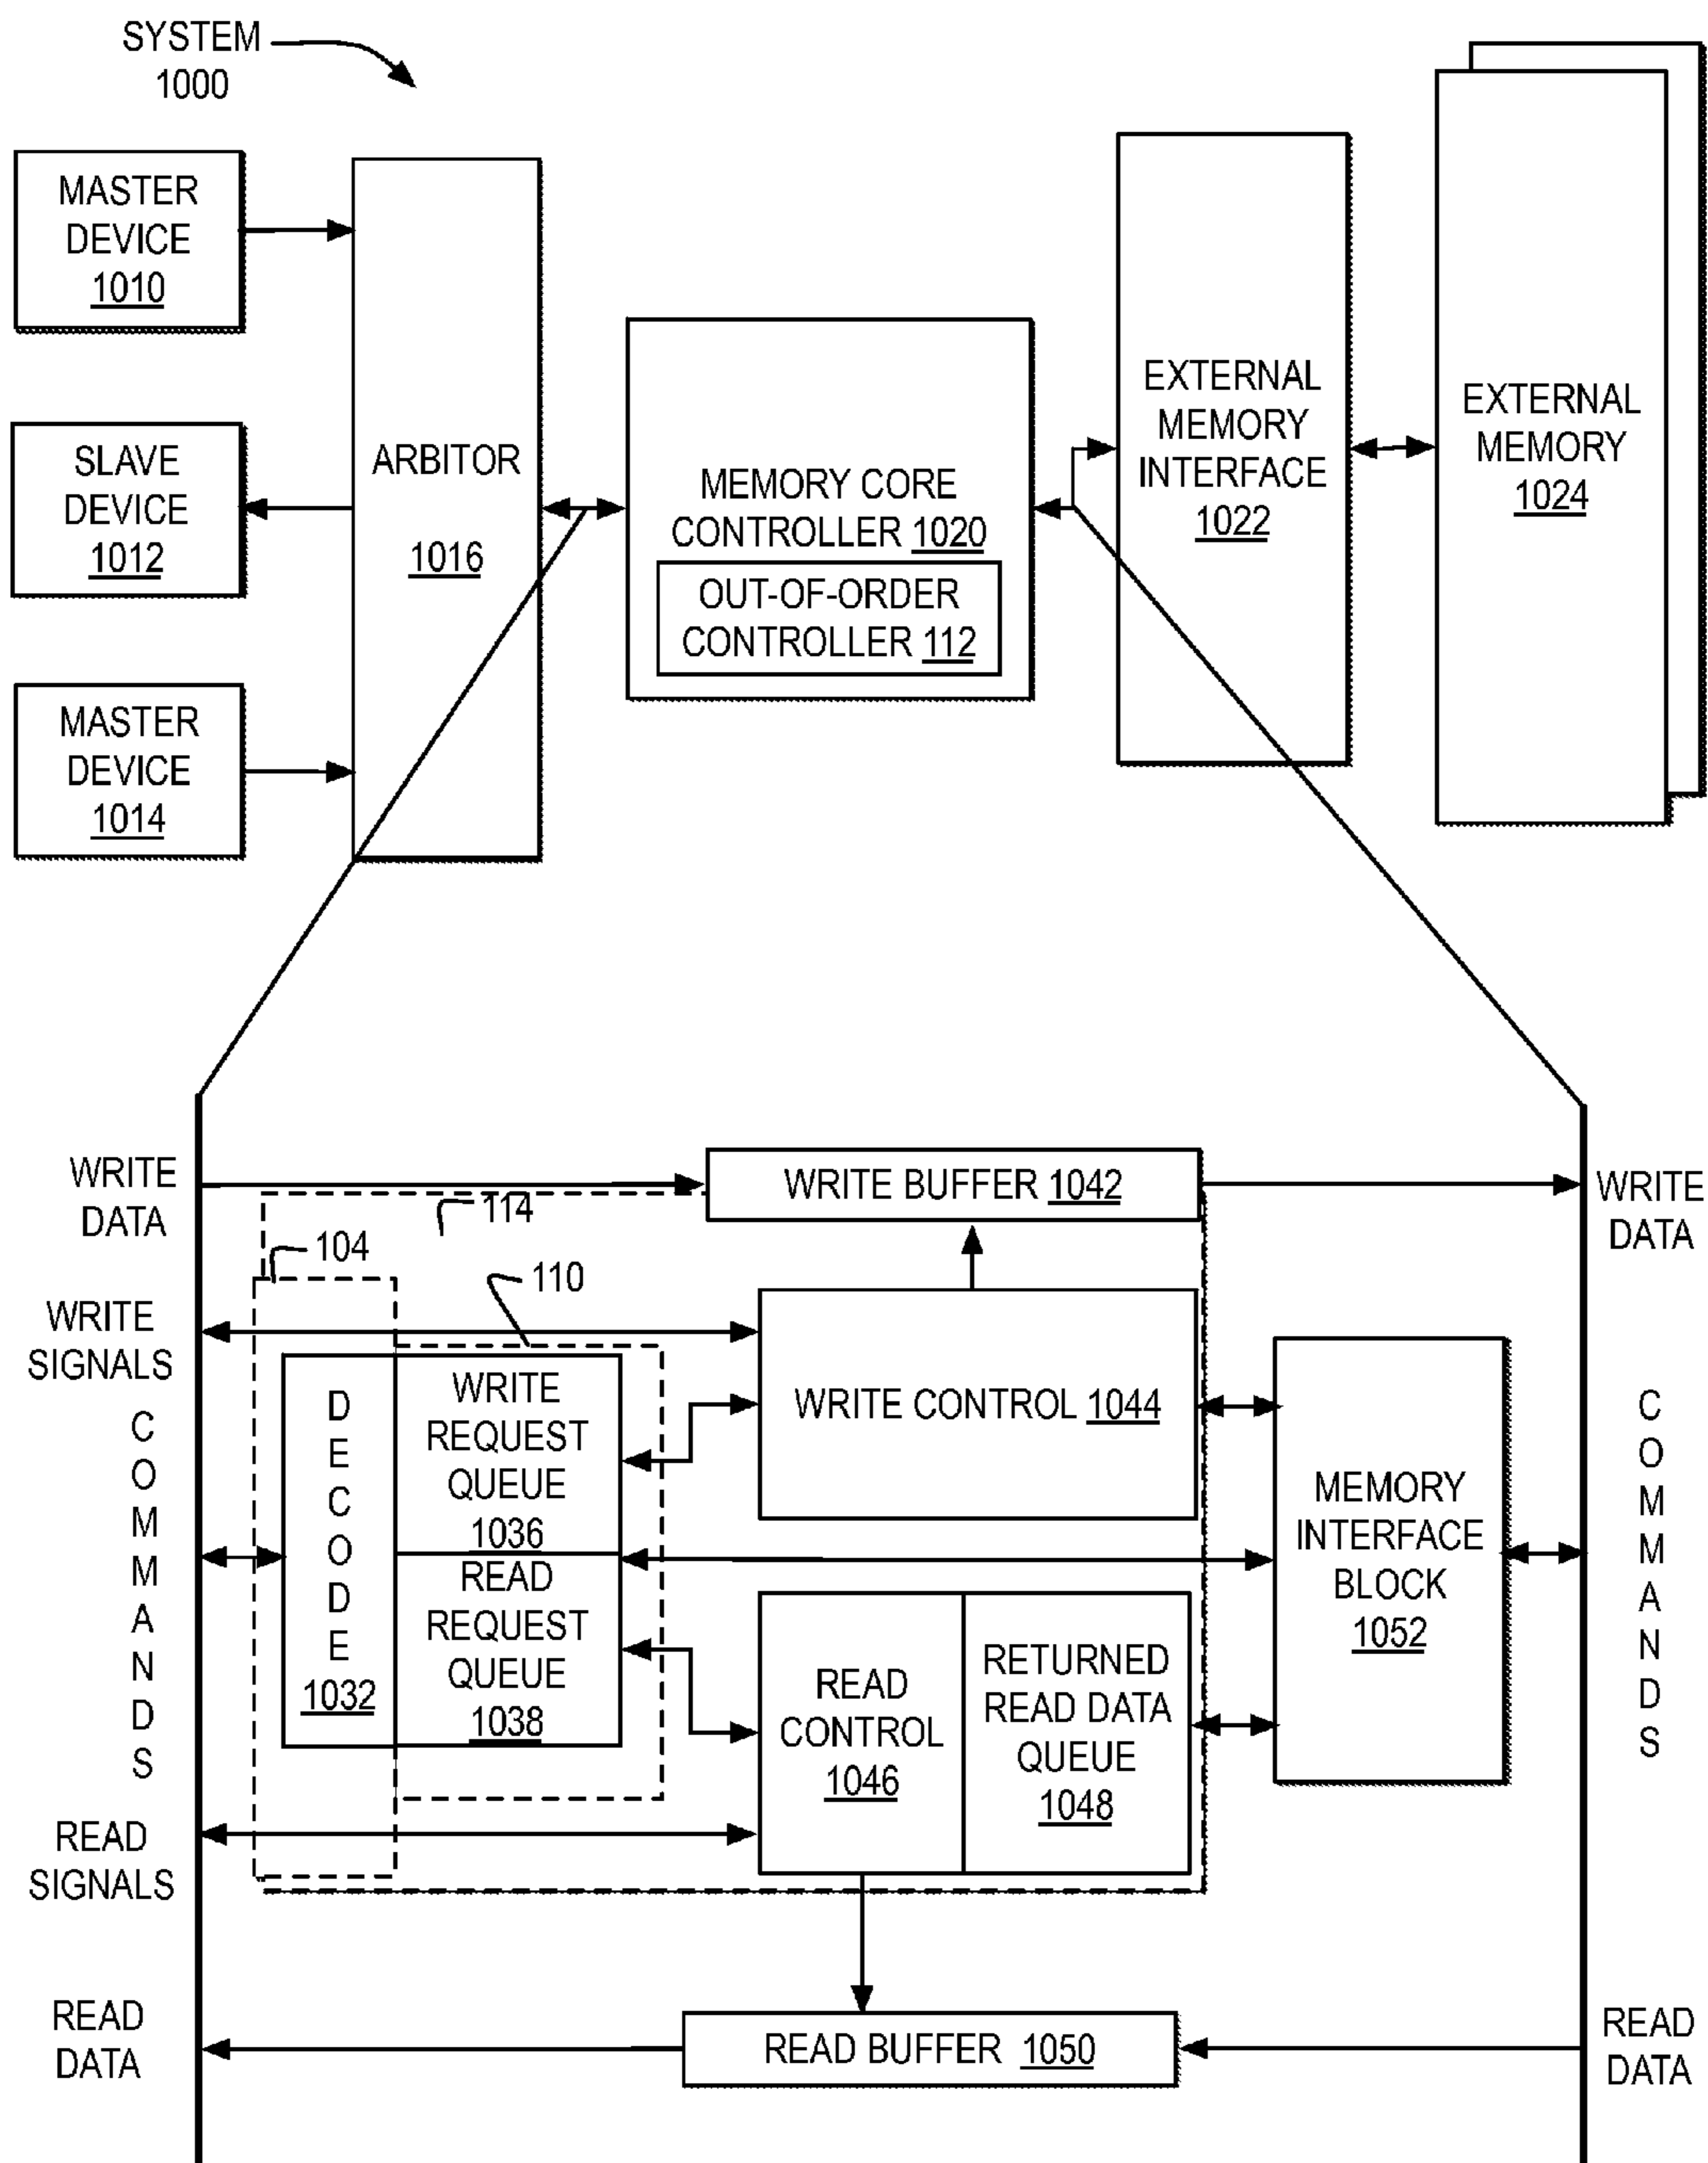 SYSTEM
1000
MASTER
DEVICE
1010
SLAVE
DEVICE
1012
MASTER
DEVICE
1014
ARBITOR
1016
MEMORY CORE
CONTROLLER 1020
OUT-OF-ORDER
CONTROLLER 112
EXTERNAL
MEMORY
INTERFACE
1022
EXTERNAL
MEMORY
1024
WRITE
DATA
WRITE
SIGNALS
C
O
M
M
A
N
D
S
READ
SIGNALS
READ
DATA
114
104
110
D
E
C
O
D
E
1032
WRITE
REQUEST
QUEUE
1036
READ
REQUEST
QUEUE
1038
WRITE BUFFER 1042
WRITE CONTROL 1044
READ
CONTROL
1046
RETURNED
READ DATA
QUEUE
1048
READ BUFFER 1050
MEMORY
INTERFACE
BLOCK
1052
WRITE
DATA
C
O
M
M
A
N
D
S
READ
DATA